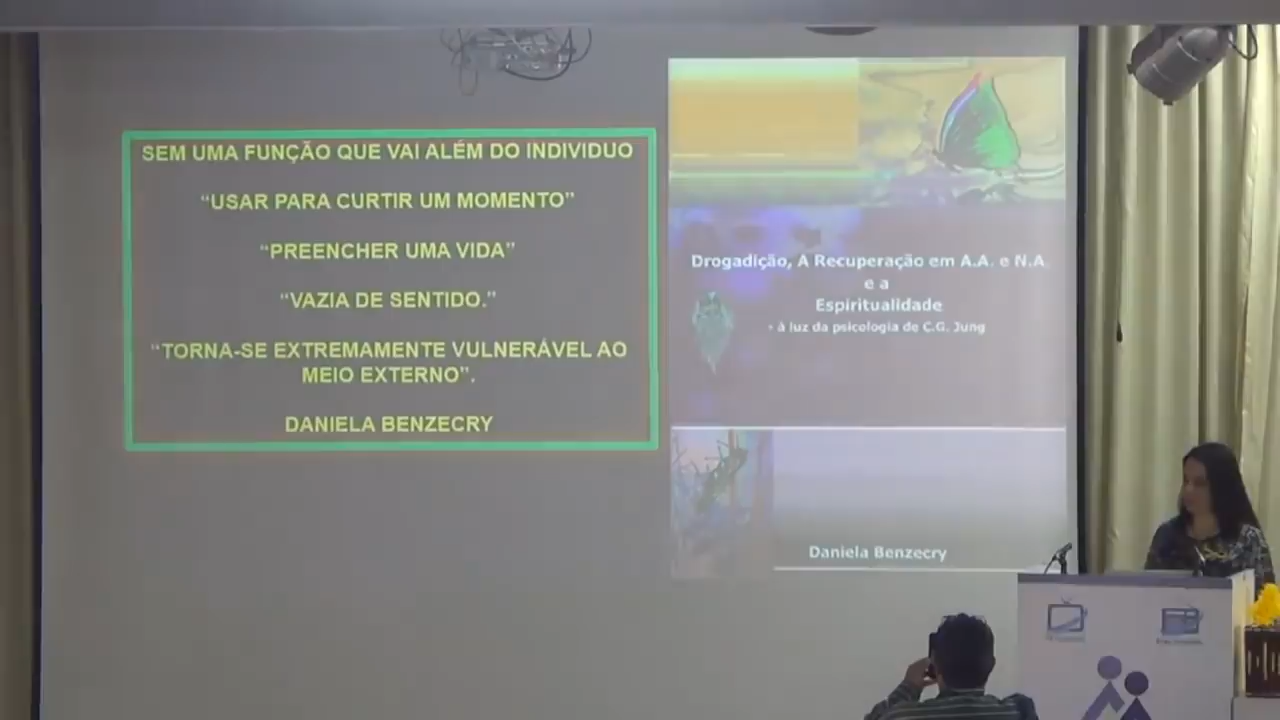 SEM UMA FUNÇÃO QUE VAI ALÉM DO INDIVIDUO
“USAR PARA CURTIR UM MOMENTO”
“PREENCHER UMA VIDA”
“VAZIA DE SENTIDO.”
“TORNA-SE EXTREMAMENTE VULNERÁVEL AO
MEIO EXTERNO”.
DANIELA BENZECRY
Drogadição, A Recuperação em A.A. e N.A.
e a
Espiritualidade
- à luz da psicologia de C.G. Jung
Daniela Benzecry